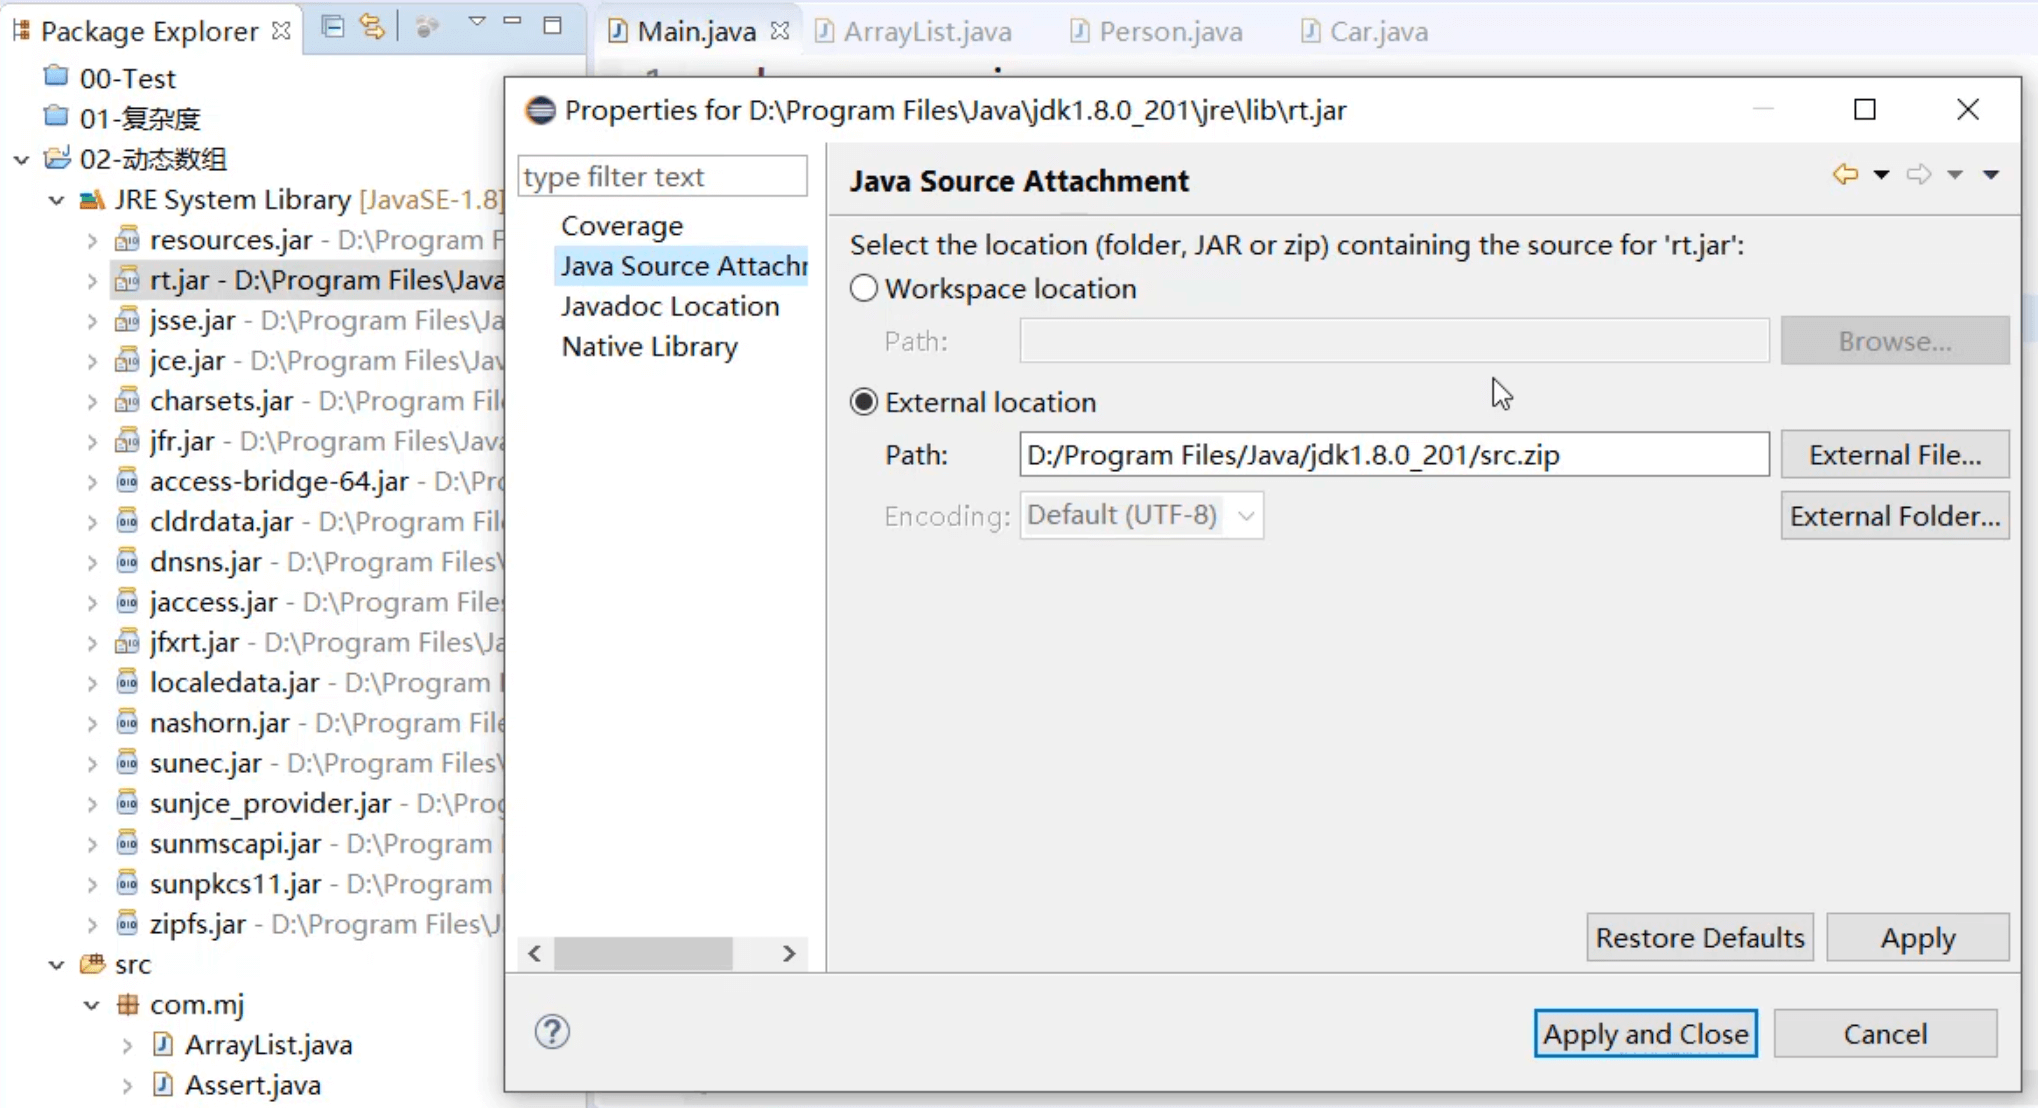 Package Explorer
Main.java
ArrayList.java
Person.java
Car.java
00-Test
01-复杂度
02-动态数组
JRE System Library [JavaSE-1.8]
resources.jar - D:\Program F
rt.jar - D:\Program Files\Java
jsse.jar - D:\Program Files\Ja
jce.jar - D:\Program Files\Jav
charsets.jar - D:\Program File
jfr.jar - D:\Program Files\Java
access-bridge-64.jar - D:\Pro
cldrdata.jar - D:\Program File
dnsns.jar - D:\Program Files\
jaccess.jar - D:\Program Files
jfxrt.jar - D:\Program Files\Ja
localedata.jar - D:\Program
nashorn.jar - D:\Program File
sunec.jar - D:\Program Files\
sunjce_provider.jar - D:\Prog
sunmscapi.jar - D:\Program
sunpkcs11.jar - D:\Program
zipfs.jar - D:\Program Files\J
src
com.mj
ArrayList.java
Assert.java
Properties for D:\Program Files\Java\jdk1.8.0_201\jre\lib\rt.jar
type filter text
Coverage
Java Source Attachm
Javadoc Location
Native Library
Java Source Attachment
Select the location (folder, JAR or zip) containing the source for 'rt.jar':
Workspace location
Path:
Browse...
External location
Path:
D:/Program Files/Java/jdk1.8.0_201/src.zip
External File...
Encoding:
Default (UTF-8)
External Folder...
Restore Defaults
Apply
Apply and Close
Cancel